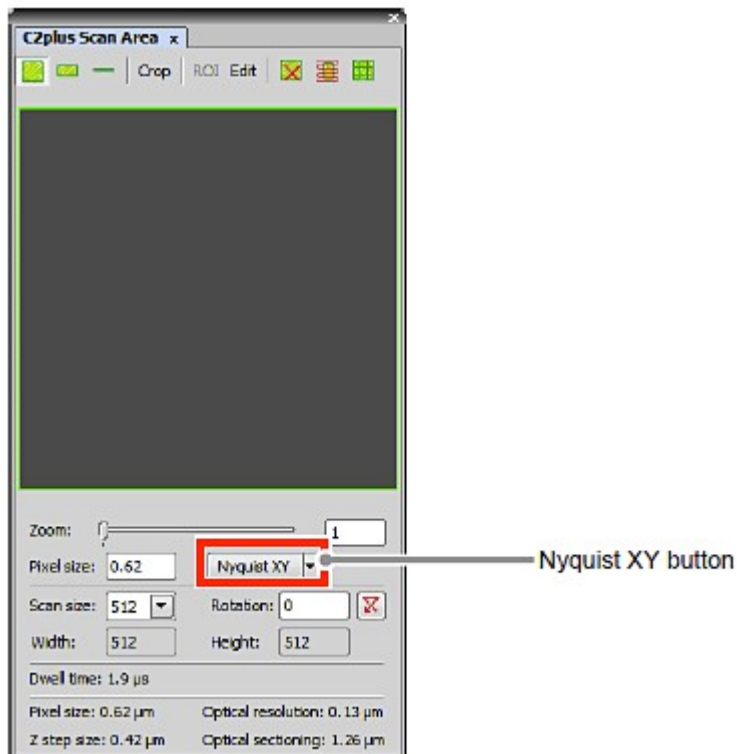 C2plus Scan Area x
Crop ROI Edit
Zoom: 1
Pixel size: 0.62 Nyquist XY
Nyquist XY button
Scan size: 512 Rotation: 0
Width: 512 Height: 512
Dwell time: 1.9 µs
Pixel size: 0.62 µm Optical resolution: 0.13 µm
Z step size: 0.42 µm Optical sectioning: 1.26 µm